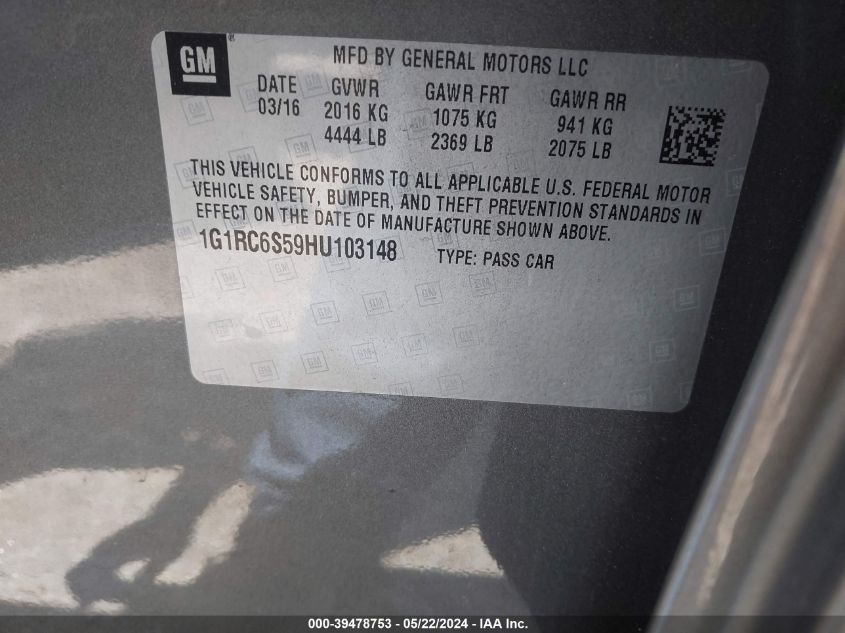 GM ®
MFD BY GENERAL MOTORS LLC
DATE GVWR GAWR FRT GAWR RR
03/16 2016 KG 1075 KG 941 KG
4444 LB 2369 LB 2075 LB
THIS VEHICLE CONFORMS TO ALL APPLICABLE U.S. FEDERAL MOTOR
VEHICLE SAFETY, BUMPER, AND THEFT PREVENTION STANDARDS IN
EFFECT ON THE DATE OF MANUFACTURE SHOWN ABOVE.
1G1RC6S59HU103148 TYPE: PASS CAR
000-39478753 - 05/22/2024 - IAA Inc.